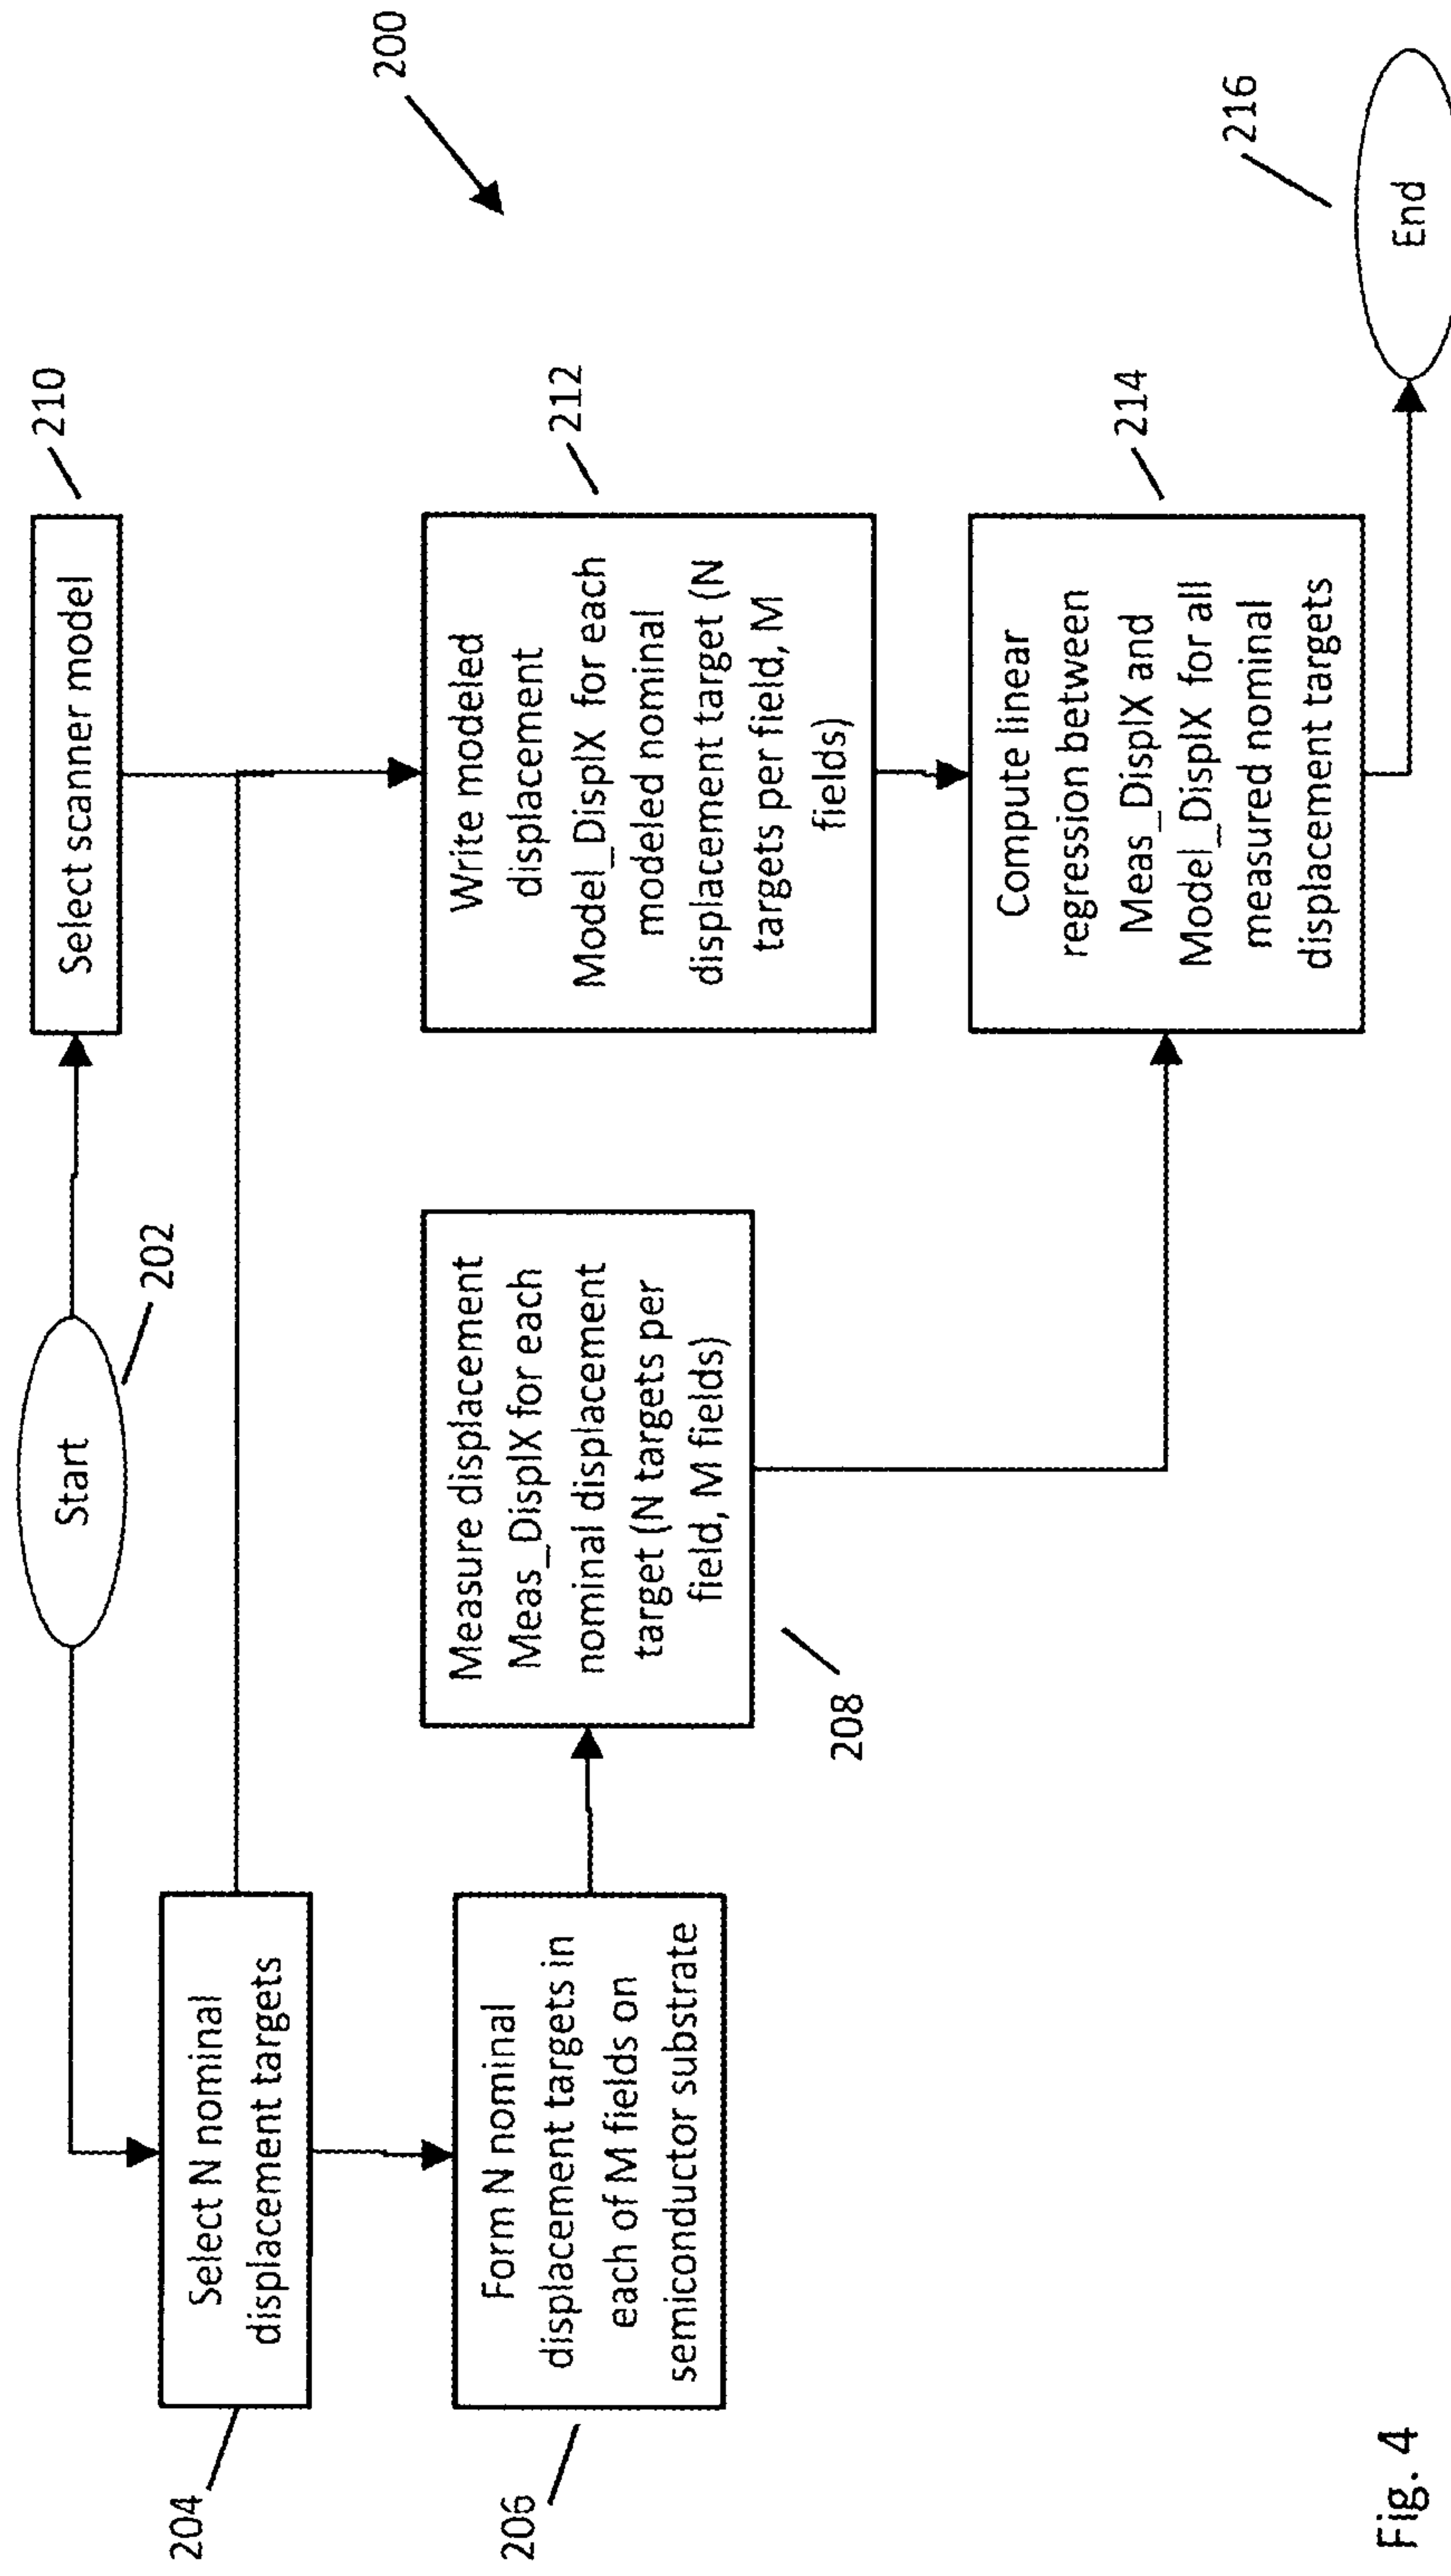 200
Start
202
Select scanner model
210
204
Select N nominal
displacement targets
206
Form N nominal
displacement targets in
each of M fields on
semiconductor substrate
Measure displacement
Meas_DisplX for each
nominal displacement
target (N targets per
field, M fields)
208
Write modeled
displacement
Model_DisplX for each
modeled nominal
displacement target (N
targets per field, M
fields)
212
Compute linear
regression between
Meas_DisplX and
Model_DisplX for all
measured nominal
displacement targets
214
End
216
Fig. 4